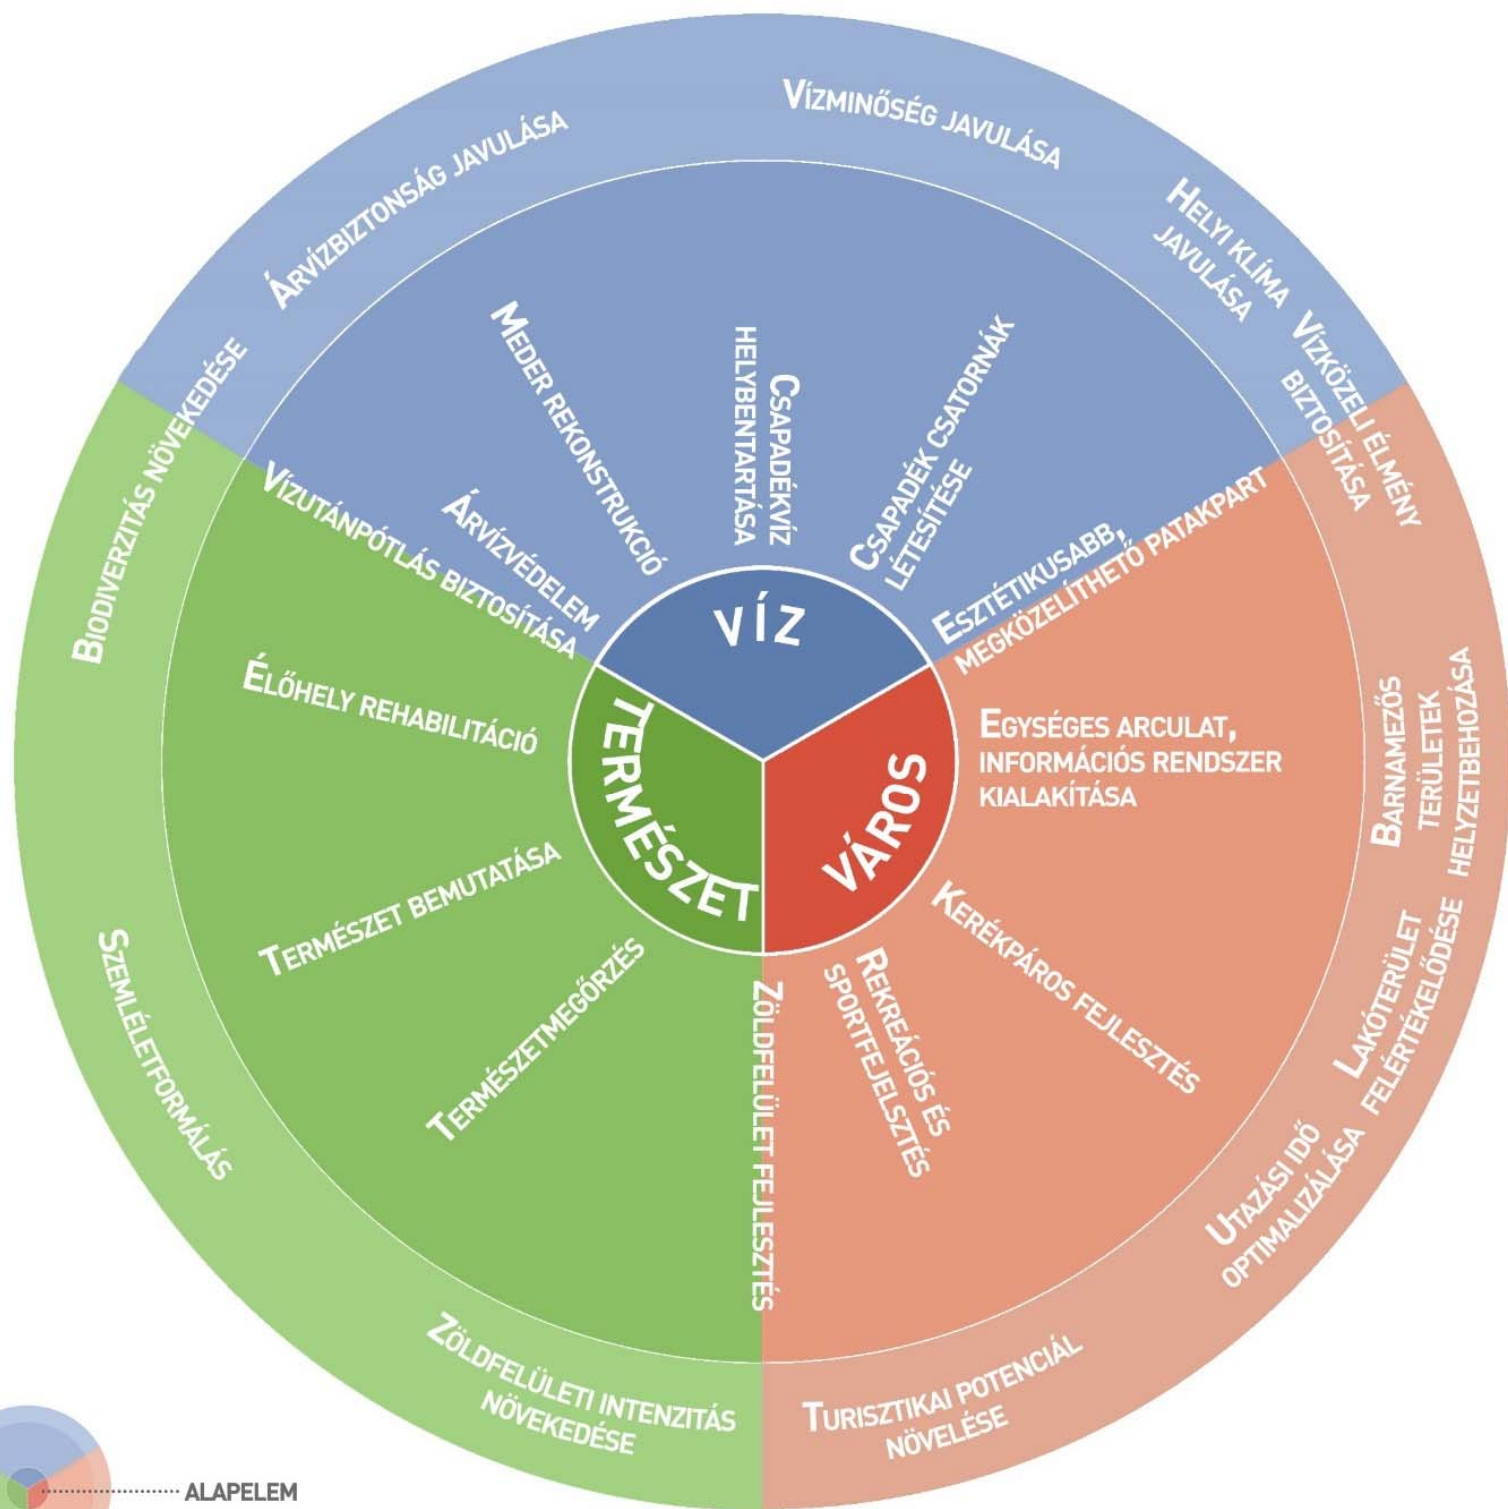 VÍZMINŐSÉG JAVULÁSA
HELYI KLÍMA
JAVULÁSA
VÍZKÖZELI ÉLMÉNY
BIZTOSÍTÁSA
BARNAMEZŐS
TERÜLETEK
HELYZETBEHOZÁSA
LAKÓTERÜLET
FELÉRTÉKELŐDÉSE
UTAZÁSI IDŐ
OPTIMALIZÁLÁSA
TURISZTIKAI POTENCIÁL
NÖVELÉSE
ZÖLDFELÜLETI INTENZITÁS
NÖVEKEDÉSE
SZEMLÉLETFORMÁLÁS
BIODIVERZITÁS NÖVEKEDÉSE
ÁRVÍZBIZTONSÁG JAVULÁSA
VÍZUTÁNPÓTLÁS BIZTOSÍTÁSA
ÁRVÍZVÉDELEM
MEDER REKONSTRUKCIÓ
CSAPADÉKVÍZ
HELYBENTARTÁSA
CSAPADÉK CSATORNÁK
LÉTESÍTÉSE
ESZTÉTIKUSABB,
MEGKÖZELÍTHETŐ PATAKPART
EGYSÉGES ARCULAT,
INFORMÁCIÓS RENDSZER
KIALAKÍTÁSA
KERÉKPÁROS FEJLESZTÉS
REKREÁCIÓS ÉS
SPORTFEJELSZTÉS
ZÖLDFELÜLET FEJLESZTÉS
TERMÉSZETMEGŐRZÉS
TERMÉSZET BEMUTATÁSA
ÉLŐHELY REHABILITÁCIÓ
VÍZ
VÁROS
TERMÉSZET
ALAPELEM